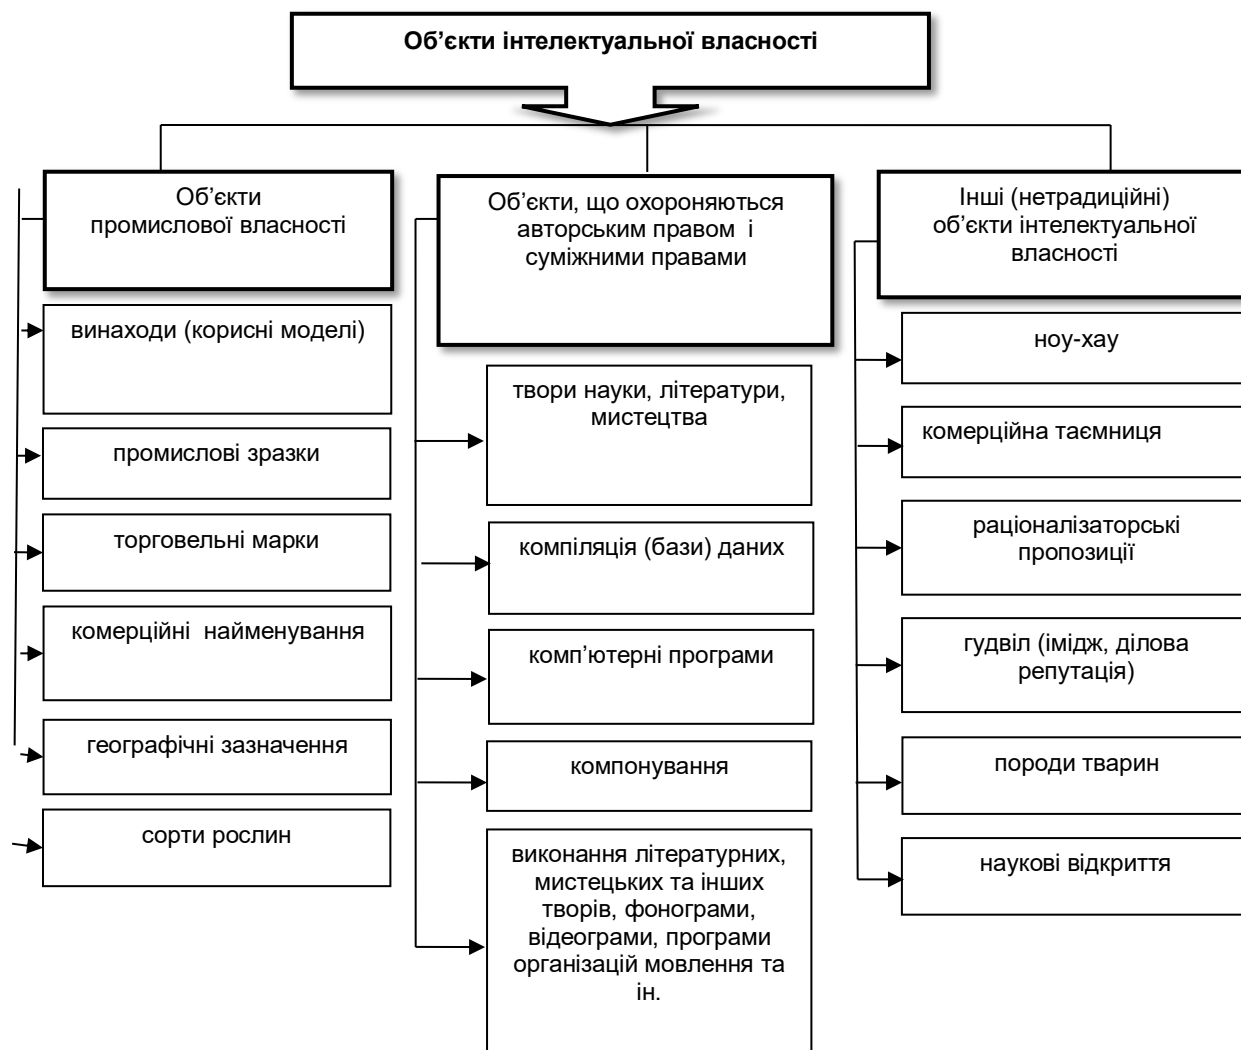 Об’єкти інтелектуальної власності
Об’єкти
промислової власності
винаходи (корисні моделі)
промислові зразки
торговельні марки
комерційні найменування
географічні зазначення
сорти рослин
Об’єкти, що охороняються
авторським правом і
суміжними правами
твори науки, літератури,
мистецтва
компіляція (бази) даних
комп’ютерні програми
компонування
виконання літературних,
мистецьких та інших
творів, фонограми,
відеограми, програми
організацій мовлення та
ін.
Інші (нетрадиційні)
об’єкти інтелектуальної
власності
ноу-хау
комерційна таємниця
раціоналізаторські
пропозиції
гудвіл (імідж, ділова
репутація)
породи тварин
наукові відкриття